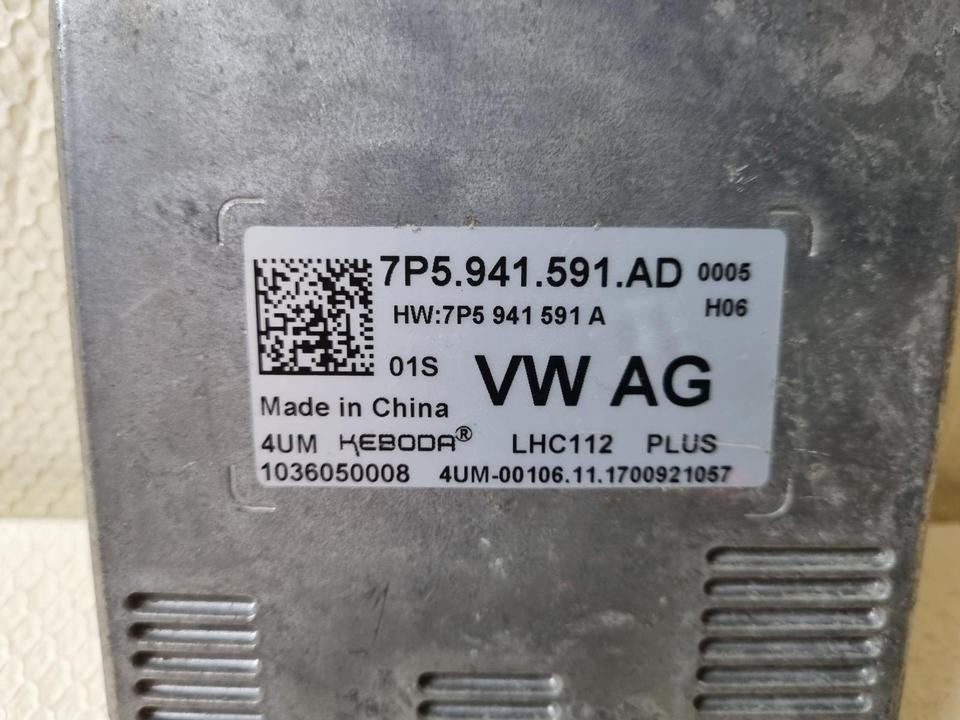 7P5.941.591.AD 0005
HW:7P5 941 591 A H06
01S VW AG
Made in China
4UM KEBODA® LHC112 PLUS
1036050008 4UM-00106.11.1700921057